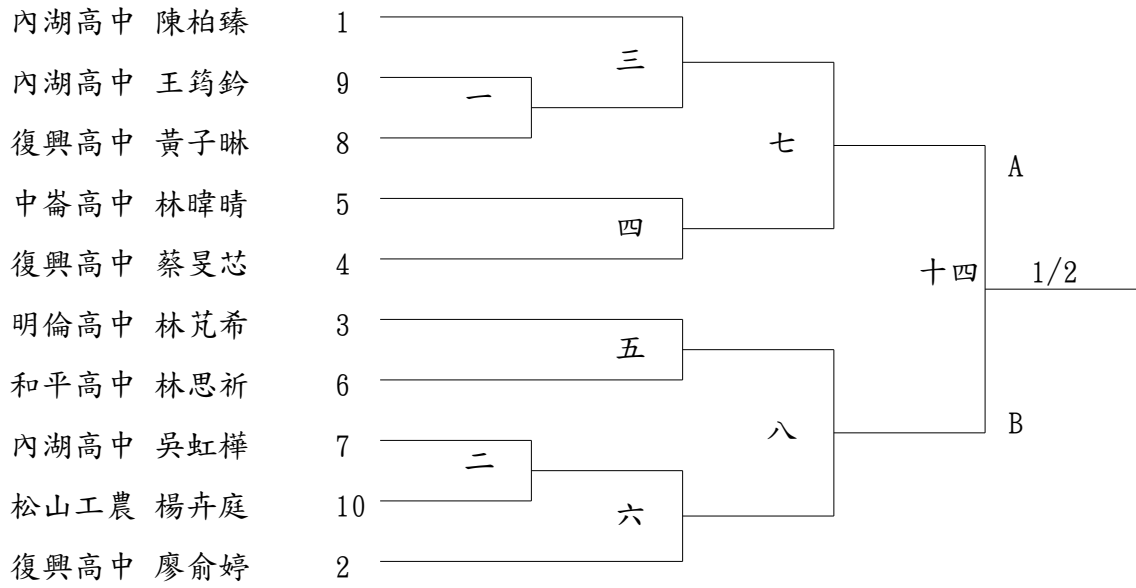 內湖高中 陳柏臻 1
三
內湖高中 王筠鈐 9
一
復興高中 黃子晽 8
七
A
中崙高中 林暐晴 5
四
復興高中 蔡旻芯 4
十四 1/2
明倫高中 林芃希 3
五
和平高中 林思祈 6
八
B
內湖高中 吳虹樺 7
二
松山工農 楊卉庭 10
六
復興高中 廖俞婷 2